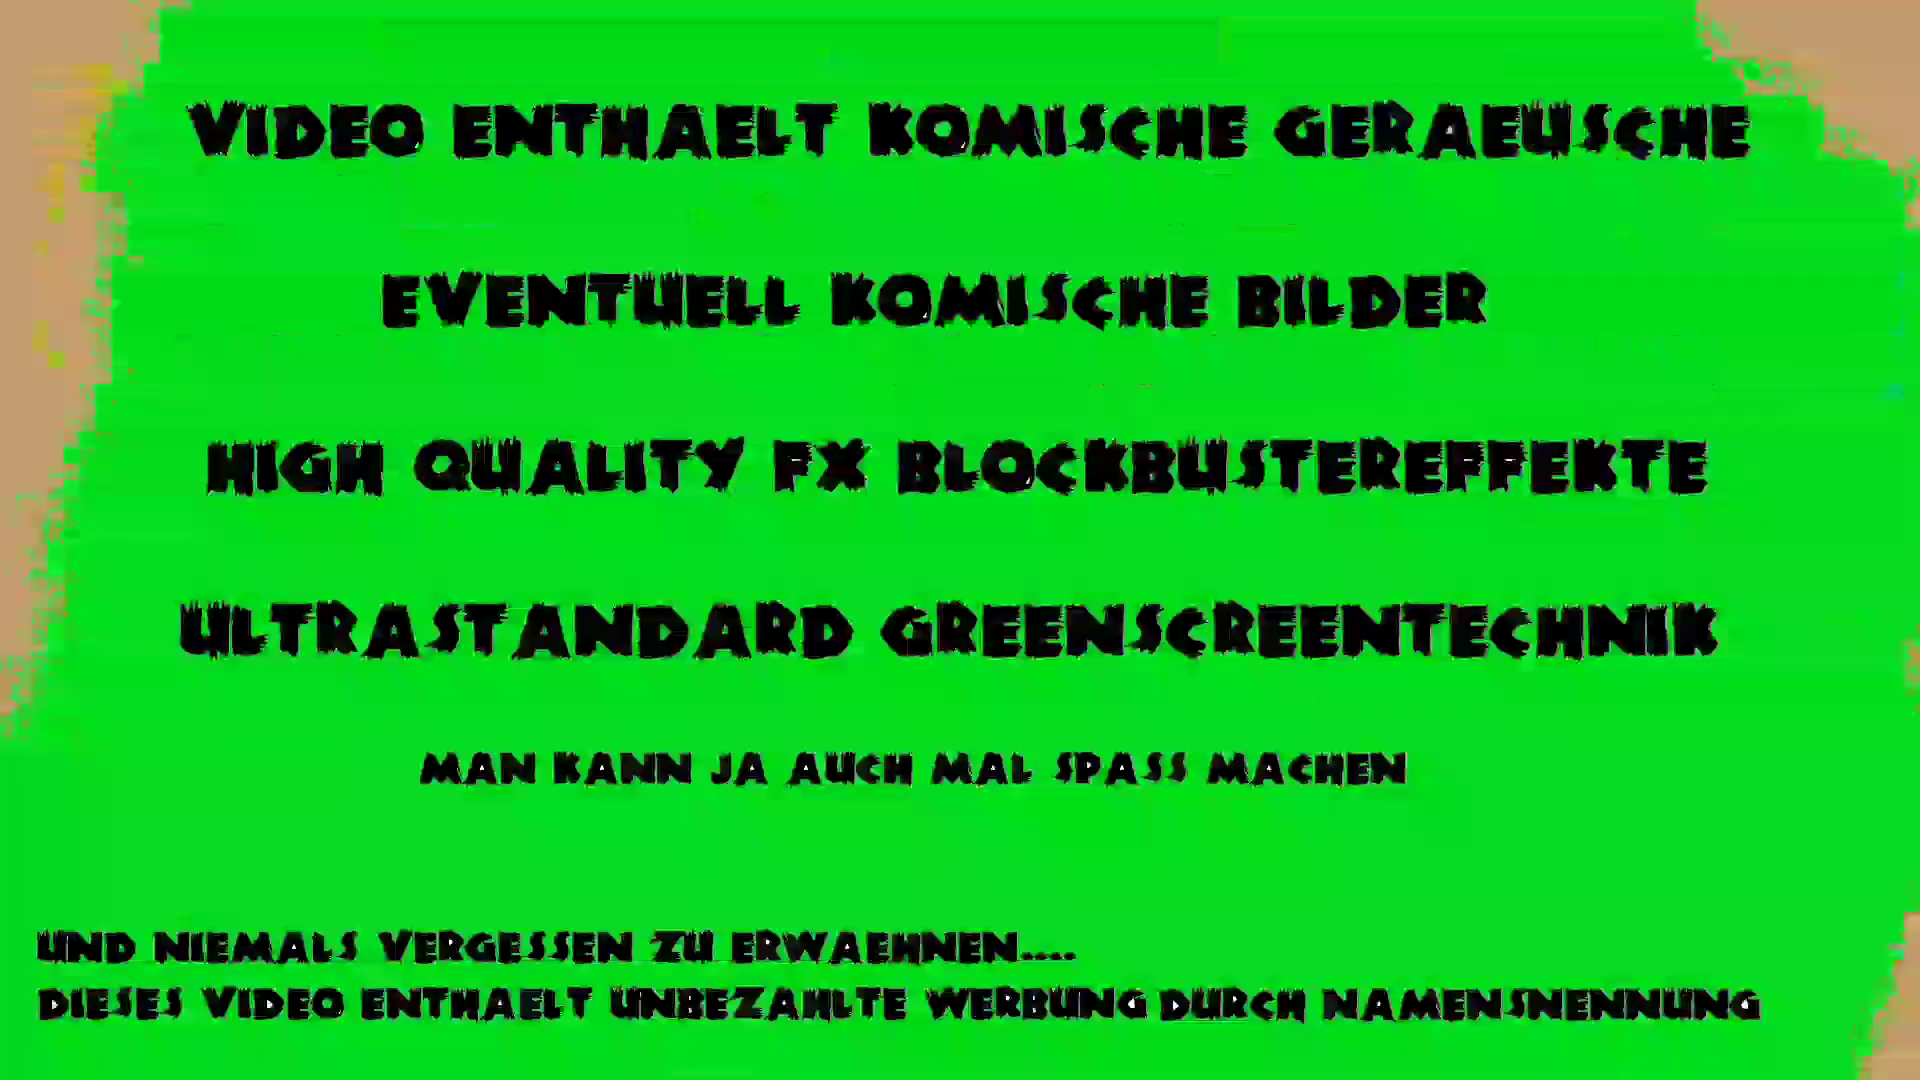 VIDEO ENTHAELT KOMISCHE GERAEUSCHE
EVENTUELL KOMISCHE BILDER
HIGH QUALITY FX BLOCKBUSTEREFFEKTE
ULTRASTANDARD GREENSCREENTECHNIK
MAN KANN JA AUCH MAL SPASS MACHEN
UND NIEMALS VERGESSEN ZU ERWAEHNEN....
DIESES VIDEO ENTHAELT UNBEZAHLTE WERBUNG DURCH NAMENSNENNUNG